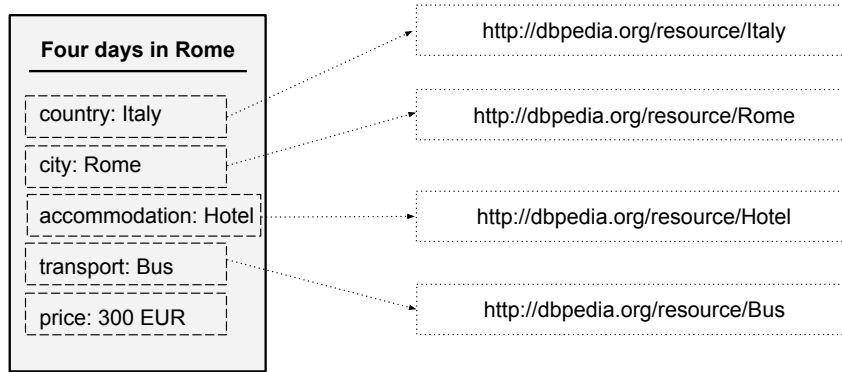 Four days in Rome
country: Italy
city: Rome
accommodation: Hotel
transport: Bus
price: 300 EUR
http://dbpedia.org/resource/Italy
http://dbpedia.org/resource/Rome
http://dbpedia.org/resource/Hotel
http://dbpedia.org/resource/Bus